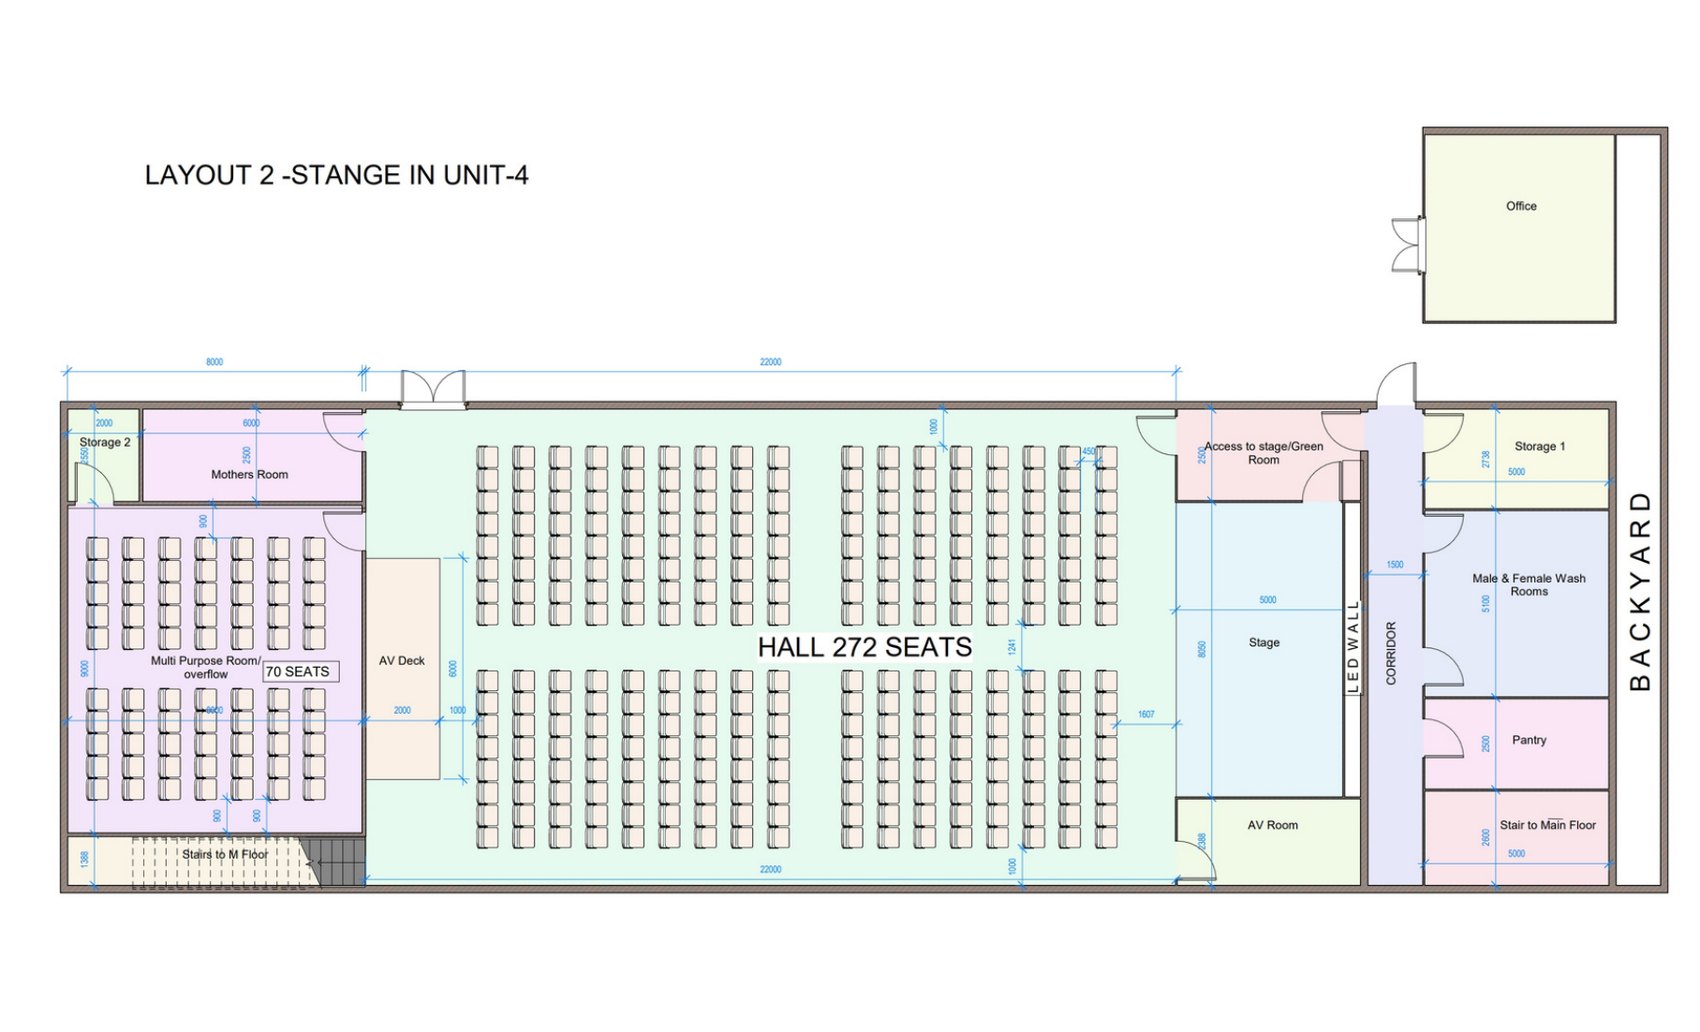 LAYOUT 2 -STANGE IN UNIT-4
Office
8000
22000
2000
6000
Storage 2
2550
2500
Mothers Room
1000
450
Access to stage/Green
Room
2500
Storage 1
2738
5000
900
1500
Male & Female Wash
Rooms
5100
5000
BACKYARD
HALL 272 SEATS
1241
Stage
8050
LED WALL
CORRIDOR
Multi Purpose Room/
overflow
70 SEATS
9000
8000
AV Deck
6000
2000
1000
1607
Pantry
2500
900
900
AV Room
2388
Stair to Main Floor
2600
5000
Stairs to M Floor
1388
22000
1000